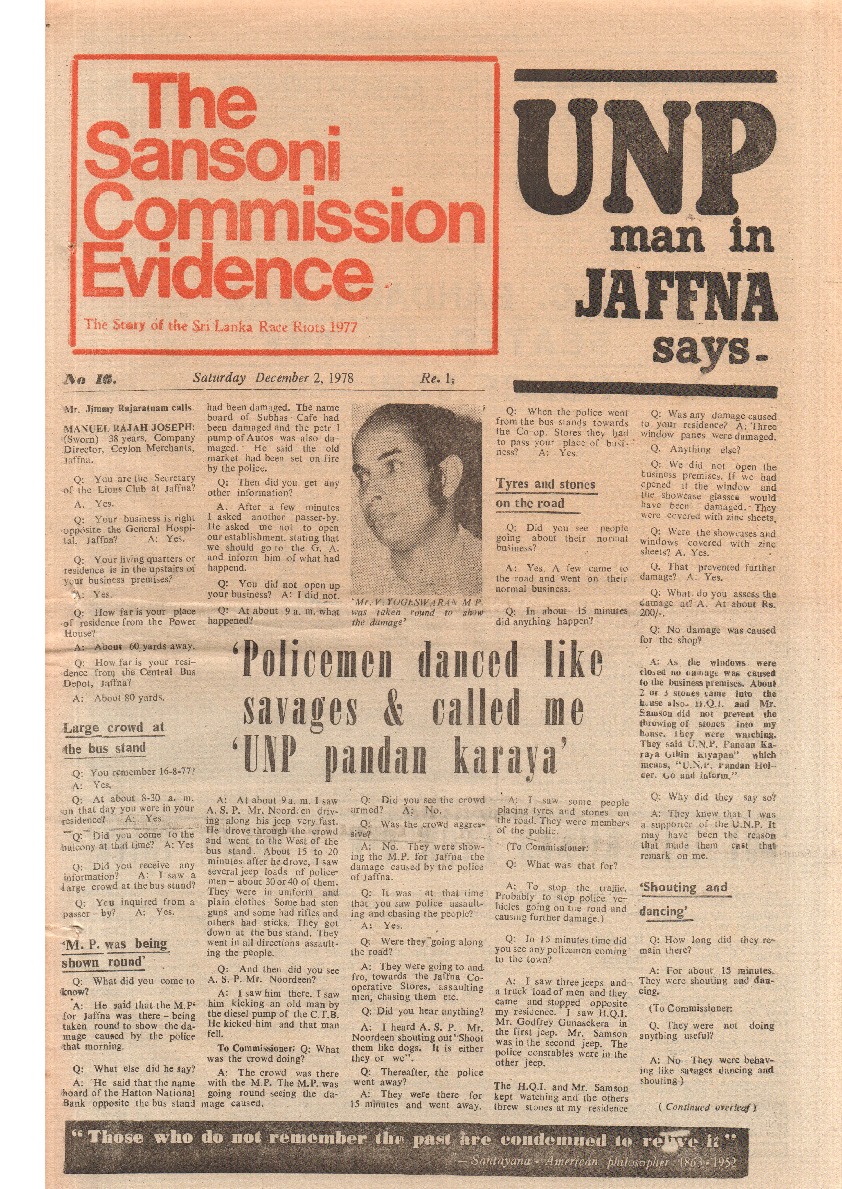 The
Sansoni
Commission
Evidence
The Story of the Sri Lanka Race Riots 1977
UNP
man in
JAFFNA
says-
No 16.
Saturday December 2, 1978
Re. 1/
Mr. Jimmy Rajaratnam calls
MANUEL RAJAH JOSEPH:
(Sworn) 38 years, Company
Director, Ceylon Merchants,
Jaffna.
Q: You are the Secretary
of the Lions Club at Jaffna?
A. Yes.
Q: Your business is right
opposite the General Hospi-
tal, Jaffna? A: Yes.
Q: Your living quarters or
residence is in the upstairs of
your business premises?
A: Yes.
Q: How far is your place
of residence from the Power
House?
A: About 60 yards away.
Q: How far is your resi-
dence from the Central Bus
Depot, Jaffna?
A: About 80 yards.
Large crowd at
the bus stand
Q: You remember 16-8-77?
A: Yes.
Q: At about 8-30 a. m.
on that day you were in your
residence? A: Yes.
Q: Did you come to the
balcony at that time? A: Yes
Q: Did you receive any
information? A: I saw a
large crowd at the bus stand?
Q: You inquired from a
passer-by? A: Yes.
'M. P. was being
shown round'
Q: What did you come to
know?
A: He said that the M.P.
for Jaffna was there – being
taken round to show the da-
mage caused by the police
that morning.
Q: What else did he say?
A: He said that the name
board of the Hatton National
Bank opposite the bus stand
had been damaged. The name
board of Subhas Cafe had
been damaged and the petrl
pump of Autos was also da-
maged. He said the old
market had been set on fire
by the police.
Q: Then did you get any
other information?
A: After a few minutes
I asked another passer-by.
He asked me not to open
our establishment, stating that
we should go to the G. A.
and inform him of what had
happend.
Q: You did not open up
your business? A: I did not.
Q: At about 9 a. m. what
happened?
'Mr. V. YOGESWARAN M.P.
was taken round to show
the damage'
'Policemen danced like
savages & called me
'UNP pandan karaya'
A: At about 9 a. m. I saw
A. S. P. Mr. Noordeen driv-
ing along his jeep very fast.
He drove through the crowd
and went to the West of the
bus stand. About 15 to 20
minutes after he drove, I saw
several jeep loads of police-
men – about 30 or 40 of them.
They were in uniform and
plain clothes. Some had sten
guns and some had rifles and
others had sticks. They got
down at the bus stand. They
went in all directions assault-
ing the people.
Q: And then did you see
A. S. P. Mr. Noordeen?
A: I saw him there. I saw
him kicking an old man by
the diesel pump of the C.T.B.
He kicked him and that man
fell.
To Commissioner: Q: What
was the crowd doing?
A: The crowd was there
with the M.P. The M.P. was
going round seeing the da-
mage caused.
Q: Did you see the crowd
armed? A: No.
Q: Was the crowd aggres-
sive?
A: No. They were show-
ing the M.P. for Jaffna the
damage caused by the police
of Jaffna.
Q: It was at that time
that you saw police assault-
ing and chasing the people?
A: Yes.
Q: Were they going along
the road?
A: They were going to and
fro, towards the Jaffna Co-
operative Stores, assaulting
men, chasing them etc.
Q: Did you hear anything?
A: I heard A. S. P. Mr.
Noordeen shouting out "Shoot
them like dogs. It is either
they or we".
Q: Thereafter, the police
went away?
A: They were there for
15 minutes and went away.
Q: When the police went
from the bus stands towards
the Co-op. Stores they had
to pass your place of busi-
ness? A: Yes.
Tyres and stones
on the road
Q: Did you see people
going about their normal
business?
A: Yes. A few came to
the road and went on their
normal business.
Q: In about 15 minutes
did anything happen?
A: I saw some people
placing tyres and stones on
the road. They were members
of the public.
(To Commissioner:
Q: What was that for?
A: To stop the traffic.
Probably to stop police ve-
hicles going on the road and
causing further damage.)
Q: In 15 minutes time did
you see any policemen coming
to the town?
A: I saw three jeeps and
a truck load of men and they
came and stopped opposite
my residence. I saw H.Q.I.
Mr. Godfrey Gunasekera in
the first jeep. Mr. Samson
was in the second jeep. The
police constables were in the
other jeep.
The H.Q.I. and Mr. Samson
kept watching and the others
threw stones at my residence
Q: Was any damage caused
to your residence? A: Three
window panes were damaged.
Q. Anything else?
Q: We did not open the
business premises. If we had
opened it the window and
the showcase glasses would
have been damaged. They
were covered with zinc sheets.
Q: Were the showcases and
windows covered with zinc
sheets? A. Yes.
Q. That prevented further
damage? A: Yes.
Q. What do you assess the
damage at? A. At about Rs.
200/-.
Q: No damage was caused
for the shop?
A: As the windows were
closed no damage was caused
to the business premises. About
2 or 3 stones came into the
house also. H.Q.I. and Mr.
Samson did not prevent the
throwing of stones into my
house. They were watching.
They said U.N.P. Pandan Ka-
raya Gihin Kiyapan" which
means, "U.N.P. Pandan Hol-
der. Go and inform."
Q: Why did they say so?
A: They knew that I was
a supporter of the U.N.P. It
may have been the reason
that made them cast that
remark on me.
'Shouting and
dancing'
Q: How long did they re-
main there?
A: For about 15 minutes.
They were shouting and dan-
cing.
(To Commissioner:
Q. They were not doing
anything useful?
A: No They were behav-
ing like savages dancing and
shouting)
(Continued overleaf)
"Those who do not remember the past are condemned to relive it"
— Santayana - American philosopher 1863-1952